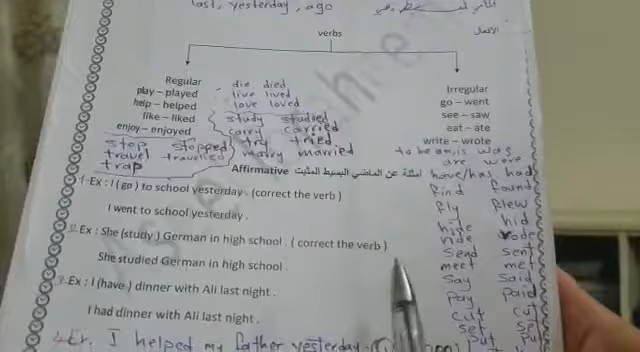 last, yesterday, ago
verbs
Regular
play – played
help – helped
like – liked
enjoy – enjoyed
stop stopped
travel travelled
trap
die died
live lived
love loved
study studied
carry carried
try tried
marry married
Irregular
go – went
see – saw
eat – ate
write – wrote
to be am is was
are were
have/has had
find found
fly flew
hide hid
ride rode
send sent
meet met
say said
pay paid
cut cut
set set
put put
Affirmative امثلة عن الماضي البسيط المثبت
1-Ex : I ( go ) to school yesterday . (correct the verb )
I went to school yesterday .
2-Ex : She (study ) German in high school . ( correct the verb )
She studied German in high school .
3-Ex : I (have ) dinner with Ali last night .
I had dinner with Ali last night .
4-Ex. I helped my father yesterday.